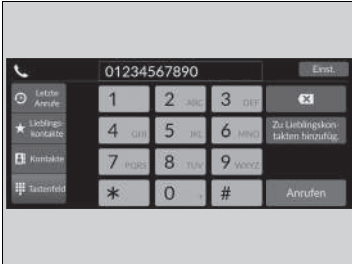 01234567890
Einst.
Letzte
Anrufe
1
2 ABC
3 DEF
Lieblings-
kontakte
4 GHI
5 JKL
6 MNO
Zu Lieblingskon-
takten hinzufüg.
Kontakte
7 PQRS
8 TUV
9 WXYZ
Tastenfeld
*
0
#
Anrufen